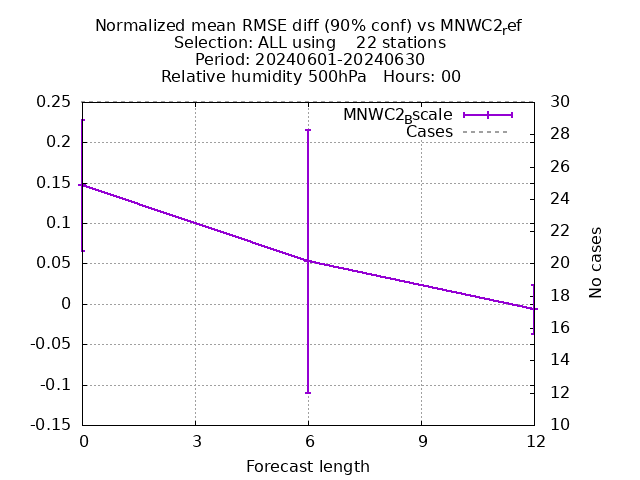 Normalized mean RMSE diff (90% conf) vs MNWC2ref
Selection: ALL using    22 stations
Period: 20240601-20240630
Relative humidity 500hPa   Hours: 00
MNWC2Bscale
Cases
0.25
0.2
0.15
0.1
0.05
0
-0.05
-0.1
-0.15
30
28
26
24
22
20
18
16
14
12
10
No cases
0 3 6 9 12
Forecast length